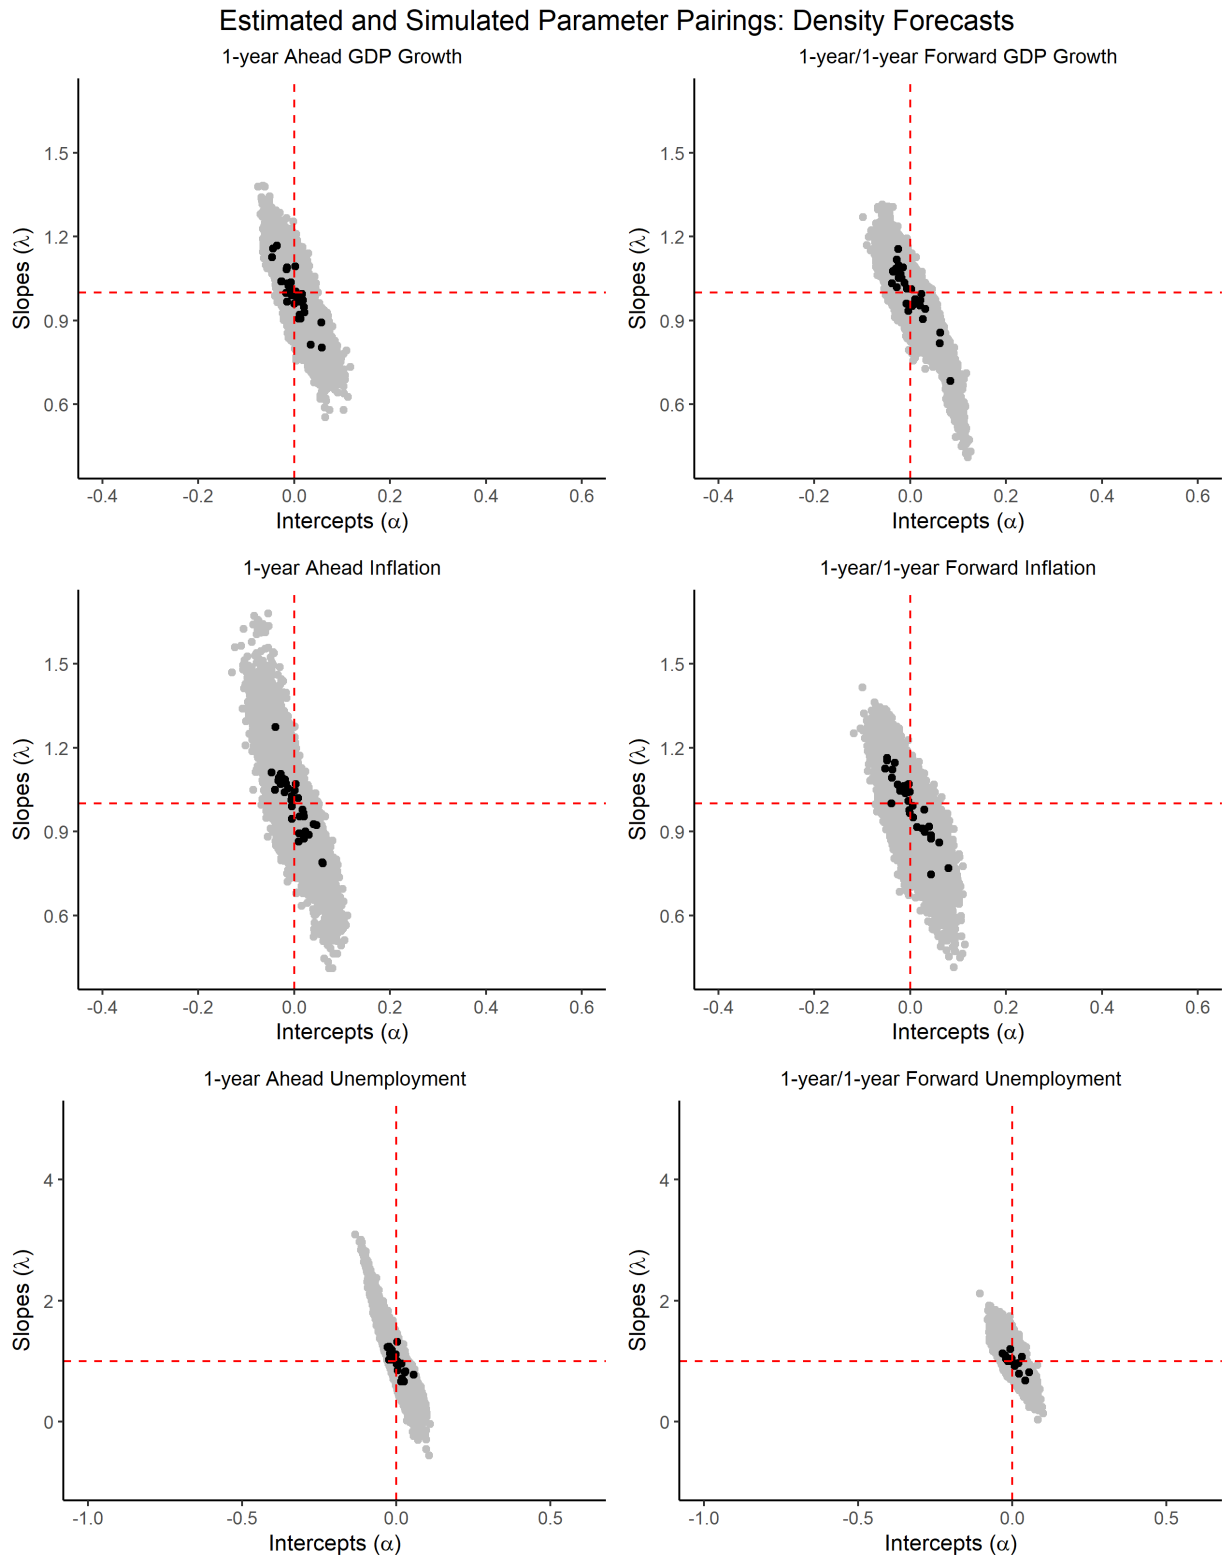 Estimated and Simulated Parameter Pairings: Density Forecasts
1-year Ahead GDP Growth
Slopes (λ)
1.5
1.2
0.9
0.6
-0.4 -0.2 0.0 0.2 0.4 0.6
Intercepts (α)
1-year/1-year Forward GDP Growth
Slopes (λ)
1.5
1.2
0.9
0.6
-0.4 -0.2 0.0 0.2 0.4 0.6
Intercepts (α)
1-year Ahead Inflation
Slopes (λ)
1.5
1.2
0.9
0.6
-0.4 -0.2 0.0 0.2 0.4 0.6
Intercepts (α)
1-year/1-year Forward Inflation
Slopes (λ)
1.5
1.2
0.9
0.6
-0.4 -0.2 0.0 0.2 0.4 0.6
Intercepts (α)
1-year Ahead Unemployment
Slopes (λ)
4
2
0
-1.0 -0.5 0.0 0.5
Intercepts (α)
1-year/1-year Forward Unemployment
Slopes (λ)
4
2
0
-1.0 -0.5 0.0 0.5
Intercepts (α)